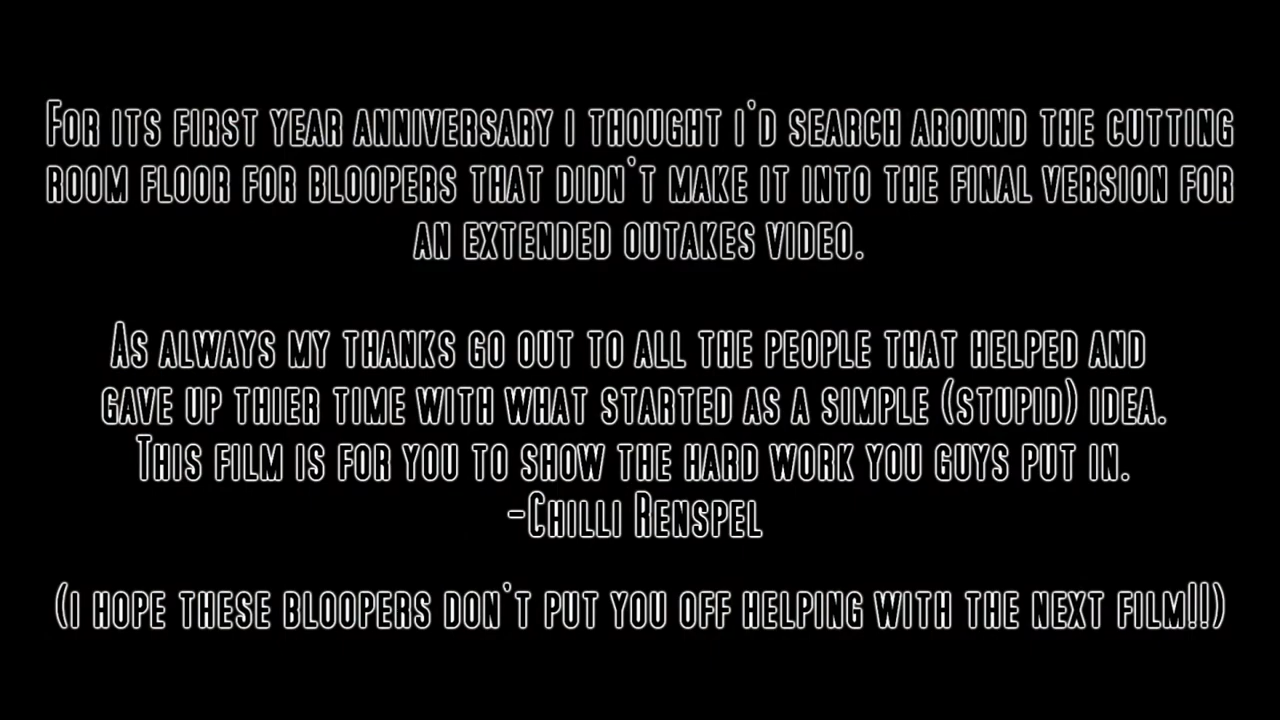 For its first year anniversary i thought i'd search around the cutting
room floor for bloopers that didn't make it into the final version for
an extended outakes video.
As always my thanks go out to all the people that helped and
gave up thier time with what started as a simple (stupid) idea.
This film is for you to show the hard work you guys put in.
-Chilli Renspel
(i hope these bloopers don't put you off helping with the next film!!)